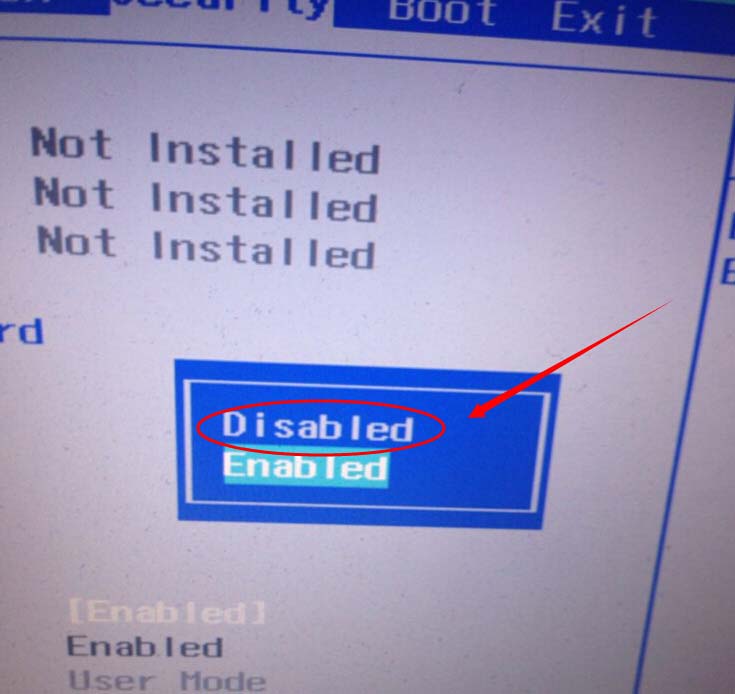 Security Boot Exit
Not Installed
Not Installed
Not Installed
rd
Disabled
Enabled
[Enabled]
Enabled
User Mode